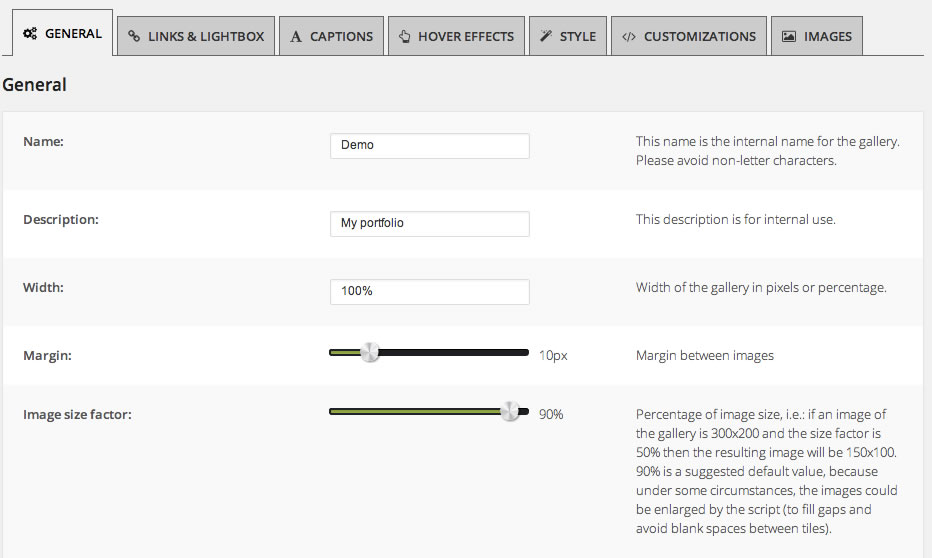 GENERAL LINKS & LIGHTBOX CAPTIONS HOVER EFFECTS STYLE CUSTOMIZATIONS IMAGES
General
Name: Demo This name is the internal name for the gallery.
Please avoid non-letter characters.
Description: My portfolio This description is for internal use.
Width: 100% Width of the gallery in pixels or percentage.
Margin: 10px Margin between images
Image size factor: 90% Percentage of image size, i.e.: if an image of
the gallery is 300x200 and the size factor is
50% then the resulting image will be 150x100.
90% is a suggested default value, because
under some circumstances, the images could
be enlarged by the script (to fill gaps and
avoid blank spaces between tiles).